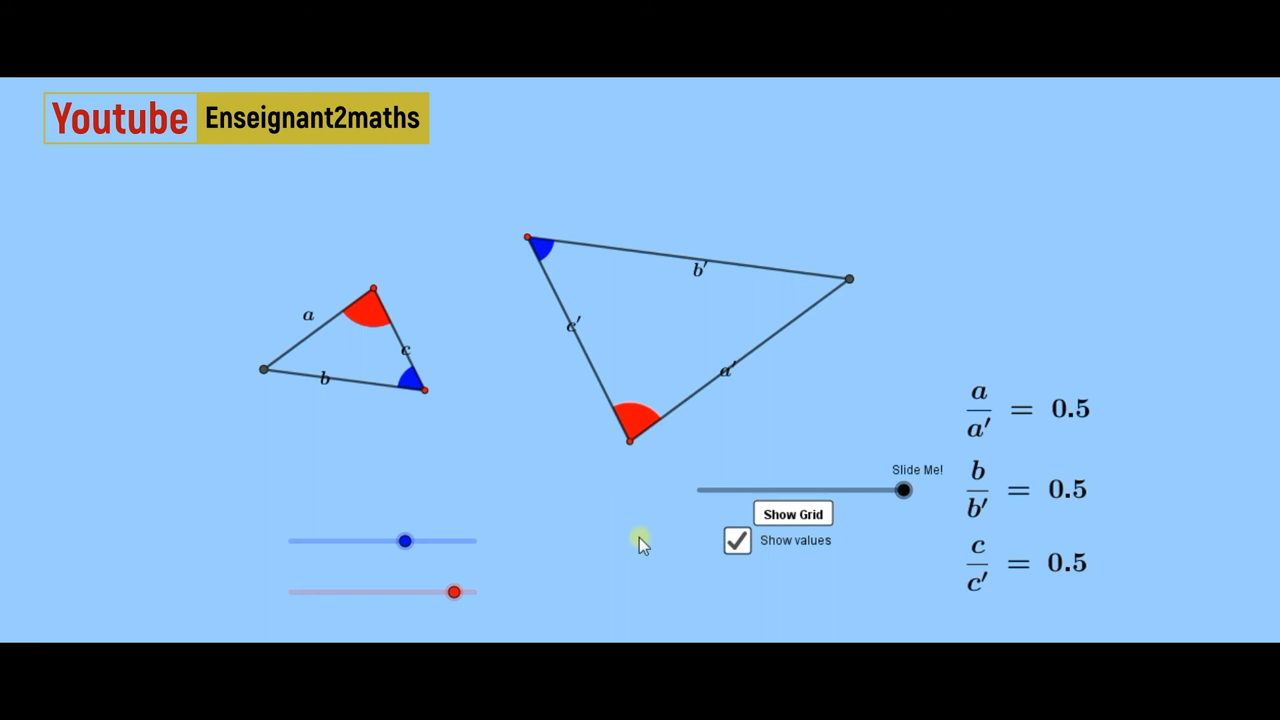 Youtube Enseignant2maths
b'
a
c'
c
a'
b
a/a' = 0.5
Slide Me!
b/b' = 0.5
Show Grid
Show values
c/c' = 0.5